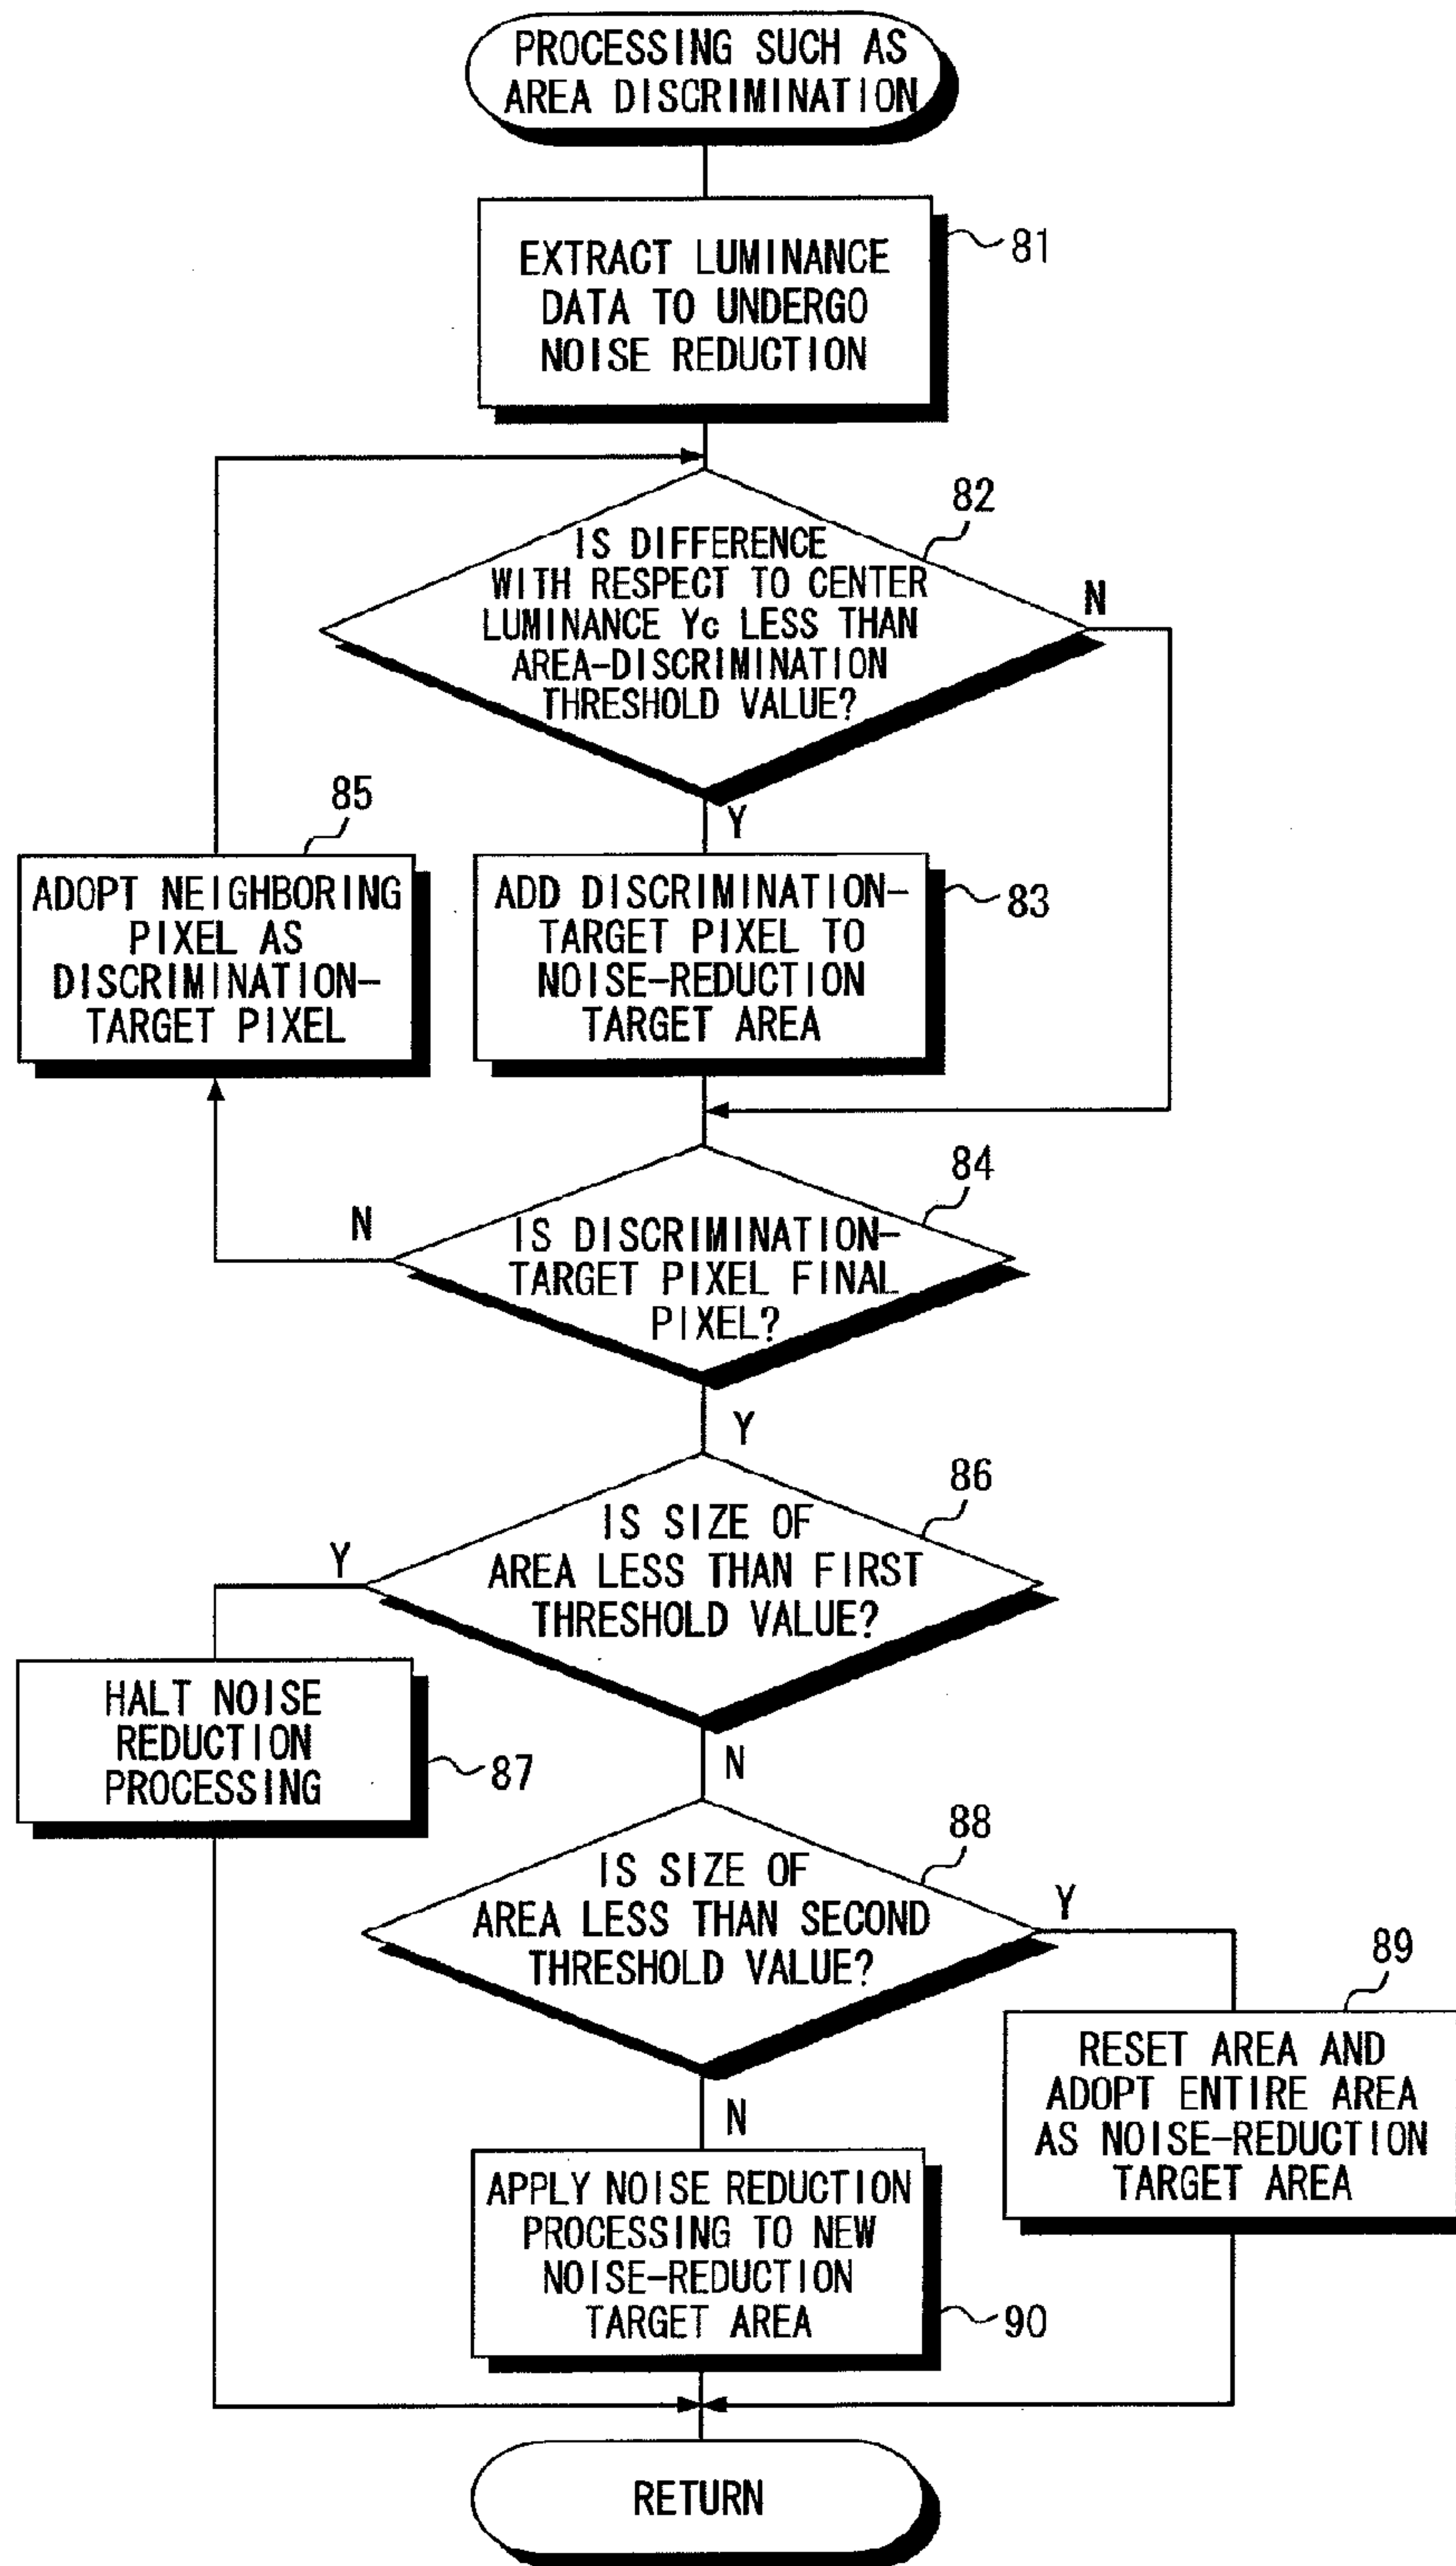 PROCESSING SUCH AS
AREA DISCRIMINATION
EXTRACT LUMINANCE
DATA TO UNDERGO
NOISE REDUCTION
81
82
IS DIFFERENCE
WITH RESPECT TO CENTER
LUMINANCE Yc LESS THAN
AREA-DISCRIMINATION
THRESHOLD VALUE?
N
Y
85
ADOPT NEIGHBORING
PIXEL AS
DISCRIMINATION-
TARGET PIXEL
ADD DISCRIMINATION-
TARGET PIXEL TO
NOISE-REDUCTION
TARGET AREA
83
84
N
IS DISCRIMINATION-
TARGET PIXEL FINAL
PIXEL?
Y
86
Y
IS SIZE OF
AREA LESS THAN FIRST
THRESHOLD VALUE?
HALT NOISE
REDUCTION
PROCESSING
87
N
88
IS SIZE OF
AREA LESS THAN SECOND
THRESHOLD VALUE?
Y
89
RESET AREA AND
ADOPT ENTIRE AREA
AS NOISE-REDUCTION
TARGET AREA
N
APPLY NOISE REDUCTION
PROCESSING TO NEW
NOISE-REDUCTION
TARGET AREA
90
RETURN